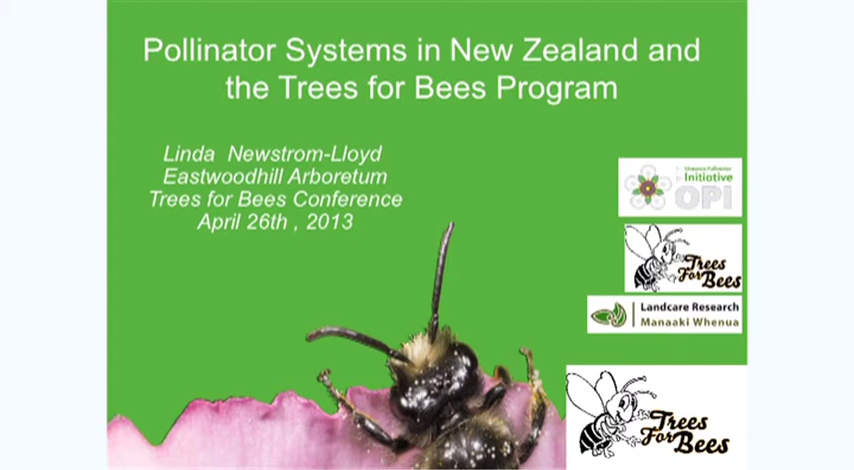 Pollinator Systems in New Zealand and
the Trees for Bees Program
Linda Newstrom-Lloyd
Eastwoodhill Arboretum
Trees for Bees Conference
April 26th , 2013
Initiative
OPI
Trees
For Bees
Landcare Research
Manaaki Whenua
Trees
For Bees